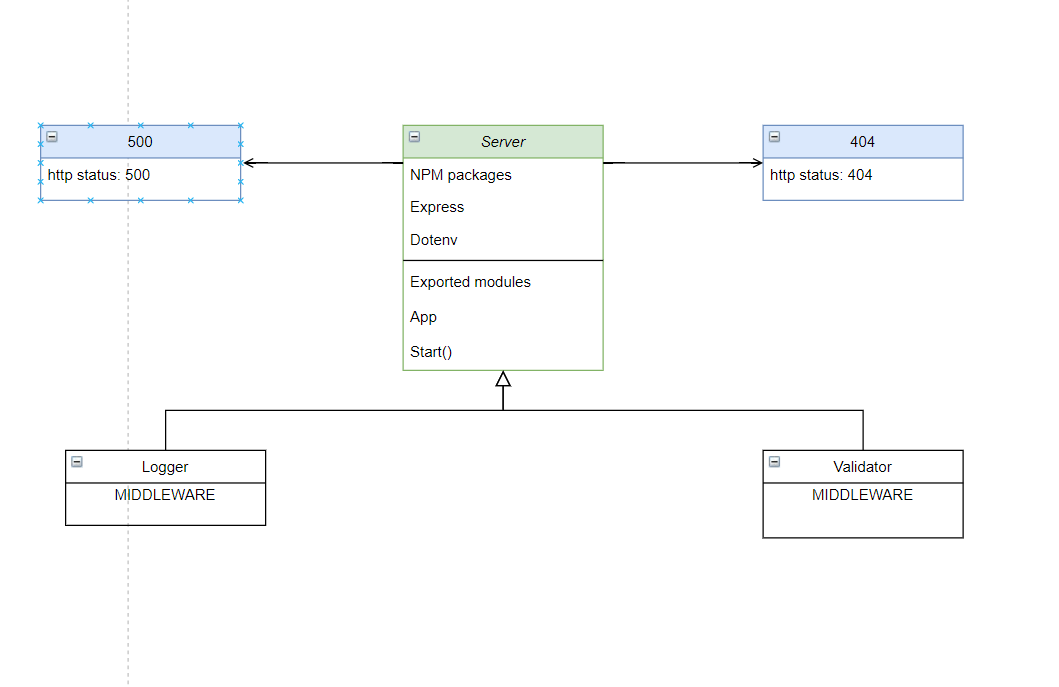 500
http status: 500
Server
NPM packages
Express
Dotenv
Exported modules
App
Start()
404
http status: 404
Logger
MIDDLEWARE
Validator
MIDDLEWARE